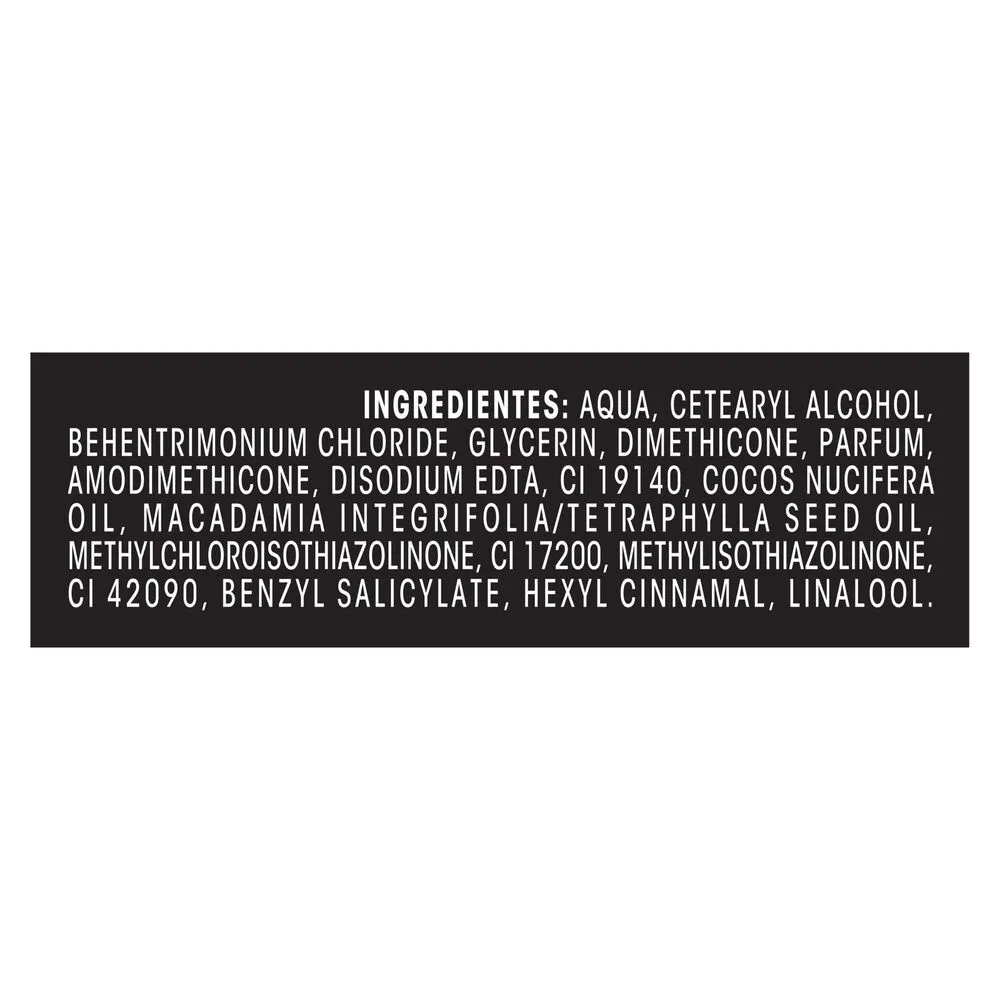 INGREDIENTES: AQUA, CETEARYL ALCOHOL,
BEHENTRIMONIUM CHLORIDE, GLYCERIN, DIMETHICONE, PARFUM,
AMODIMETHICONE, DISODIUM EDTA, CI 19140, COCOS NUCIFERA
OIL, MACADAMIA INTEGRIFOLIA/TETRAPHYLLA SEED OIL,
METHYLCHLOROISOTHIAZOLINONE, CI 17200, METHYLISOTHIAZOLINONE,
CI 42090, BENZYL SALICYLATE, HEXYL CINNAMAL, LINALOOL.